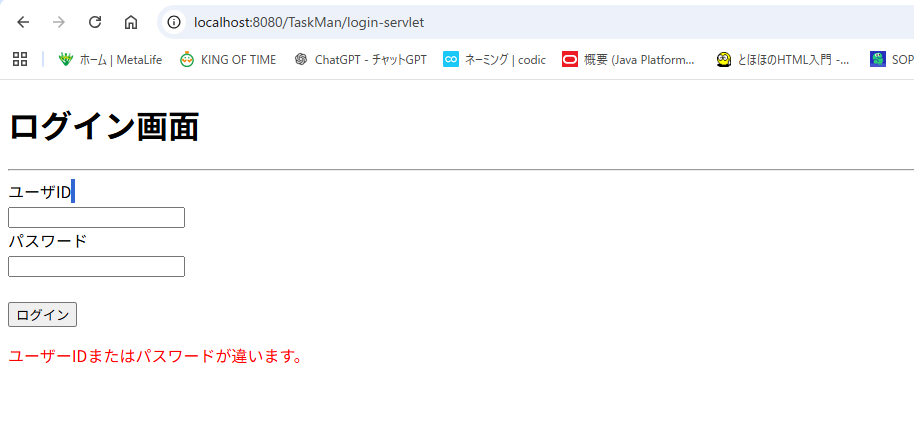 localhost:8080/TaskMan/login-servlet
ホーム | MetaLife KING OF TIME ChatGPT - チャットGPT ネーミング | codic 概要 (Java Platform... とほほのHTML入門 -... SOP
ログイン画面
ユーザID
パスワード
ログイン
ユーザーIDまたはパスワードが違います。